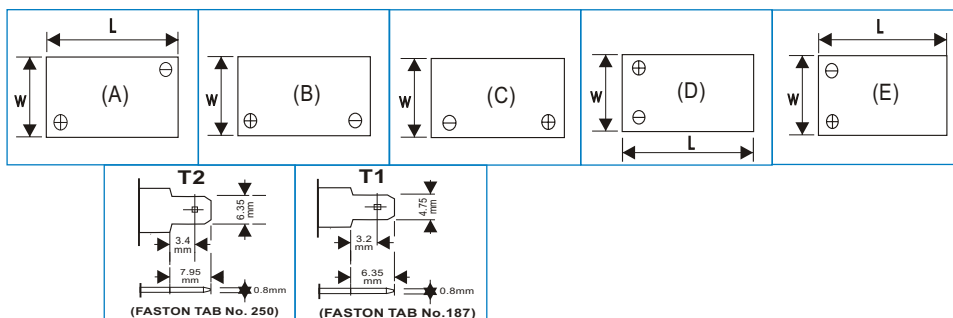 L
W
(A)
⊖
⊕
W
(B)
⊕
⊖
W
(C)
⊖
⊕
W
(D)
⊕
⊖
L
L
W
(E)
⊖
⊕
T2
6.35
mm
3.4
mm
7.95
mm
0.8mm
(FASTON TAB No. 250)
T1
4.75
mm
3.2
mm
6.35
mm
0.8mm
(FASTON TAB No.187)